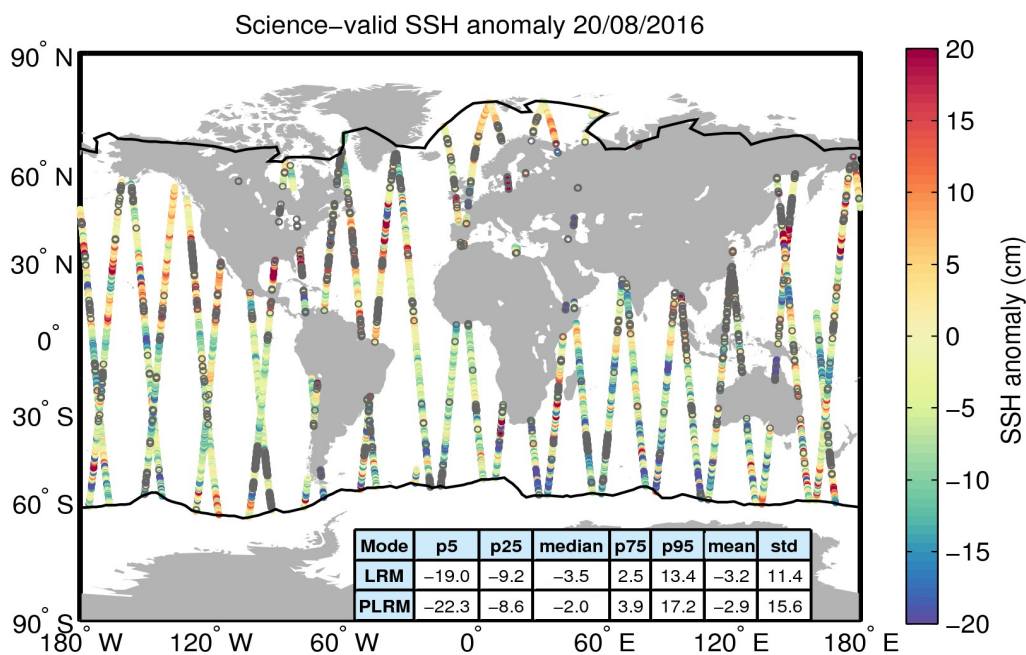 Science−valid SSH anomaly 20/08/2016
90° N
60° N
30° N
0°
30° S
60° S
90° S
180° W
120° W
60° W
0°
60° E
120° E
180° E
Mode p5 p25 median p75 p95 mean std
LRM −19.0 −9.2 −3.5 2.5 13.4 −3.2 11.4
PLRM −22.3 −8.6 −2.0 3.9 17.2 −2.9 15.6
20
15
10
5
0
−5
−10
−15
−20
SSH anomaly (cm)